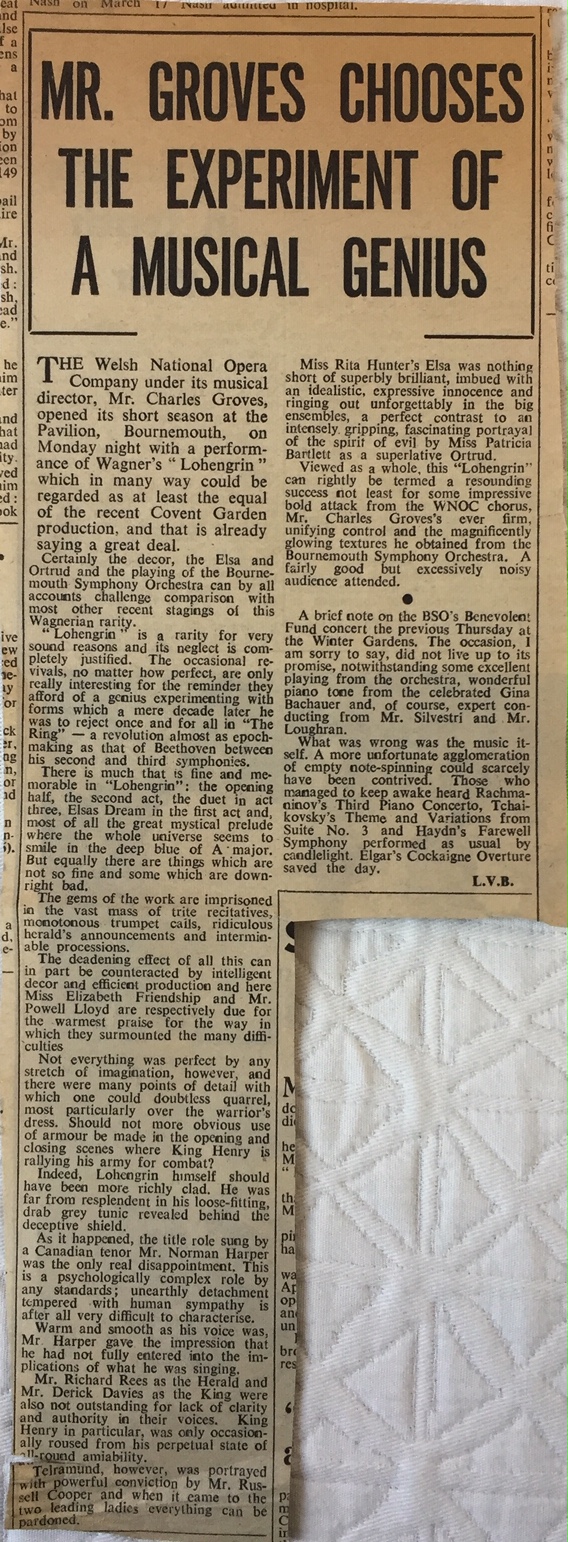 Nash on March 17 Nash admitted in hospital.
MR. GROVES CHOOSES
THE EXPERIMENT OF
A MUSICAL GENIUS
THE Welsh National Opera
Company under its musical
director, Mr. Charles Groves,
opened its short season at the
Pavilion, Bournemouth, on
Monday night with a perform-
ance of Wagner's "Lohengrin"
which in many way could be
regarded as at least the equal
of the recent Covent Garden
production, and that is already
saying a great deal.
Certainly the decor, the Elsa and
Ortrud and the playing of the Bourne-
mouth Symphony Orchestra can by all
accounts challenge comparison with
most other recent stagings of this
Wagnerian rarity.
"Lohengrin" is a rarity for very
sound reasons and its neglect is com-
pletely justified. The occasional re-
vivals, no matter how perfect, are only
really interesting for the reminder they
afford of a genius experimenting with
forms which a mere decade later he
was to reject once and for all in "The
Ring" — a revolution almost as epoch-
making as that of Beethoven between
his second and third symphonies.
There is much that is fine and me-
morable in "Lohengrin": the opening
half, the second act, the duet in act
three, Elsas Dream in the first act and,
most of all the great mystical prelude
where the whole universe seems to
smile in the deep blue of A major.
But equally there are things which are
not so fine and some which are down-
right bad.
The gems of the work are imprisoned
in the vast mass of trite recitatives,
monotonous trumpet calls, ridiculous
herald's announcements and intermin-
able processions.
The deadening effect of all this can
in part be counteracted by intelligent
decor and efficient production and here
Miss Elizabeth Friendship and Mr.
Powell Lloyd are respectively due for
the warmest praise for the way in
which they surmounted the many diffi-
culties
Not everything was perfect by any
stretch of imagination, however, and
there were many points of detail with
which one could doubtless quarrel,
most particularly over the warrior's
dress. Should not more obvious use
of armour be made in the opening and
closing scenes where King Henry is
rallying his army for combat?
Indeed, Lohengrin himself should
have been more richly clad. He was
far from resplendent in his loose-fitting,
drab grey tunic revealed behind the
deceptive shield.
As it happened, the title role sung by
a Canadian tenor Mr. Norman Harper
was the only real disappointment. This
is a psychologically complex role by
any standards; unearthly detachment
tempered with human sympathy is
after all very difficult to characterise.
Warm and smooth as his voice was,
Mr. Harper gave the impression that
he had not fully entered into the im-
plications of what he was singing.
Mr. Richard Rees as the Herald and
Mr. Derick Davies as the King were
also not outstanding for lack of clarity
and authority in their voices. King
Henry in particular, was only occasion-
ally roused from his perpetual state of
all-round amiability.
Telramund, however, was portrayed
with powerful conviction by Mr. Rus-
sell Cooper and when it came to the
two leading ladies everything can be
pardoned.
Miss Rita Hunter's Elsa was nothing
short of superbly brilliant, imbued with
an idealistic, expressive innocence and
ringing out unforgettably in the big
ensembles, a perfect contrast to an
intensely gripping, fascinating portrayal
of the spirit of evil by Miss Patricia
Bartlett as a superlative Ortrud.
Viewed as a whole, this "Lohengrin"
can rightly be termed a resounding
success not least for some impressive
bold attack from the WNOC chorus,
Mr. Charles Groves's ever firm,
unifying control and the magnificently
glowing textures he obtained from the
Bournemouth Symphony Orchestra. A
fairly good but excessively noisy
audience attended.
A brief note on the BSO's Benevolent
Fund concert the previous Thursday at
the Winter Gardens. The occasion, I
am sorry to say, did not live up to its
promise, notwithstanding some excellent
playing from the orchestra, wonderful
piano tone from the celebrated Gina
Bachauer and, of course, expert con-
ducting from Mr. Silvestri and Mr.
Loughran.
What was wrong was the music it-
self. A more unfortunate agglomeration
of empty note-spinning could scarcely
have been contrived. Those who
managed to keep awake heard Rachma-
ninov's Third Piano Concerto, Tchai-
kovsky's Theme and Variations from
Suite No. 3 and Haydn's Farewell
Symphony performed as usual by
candlelight. Elgar's Cockaigne Overture
saved the day.
L.V.B.